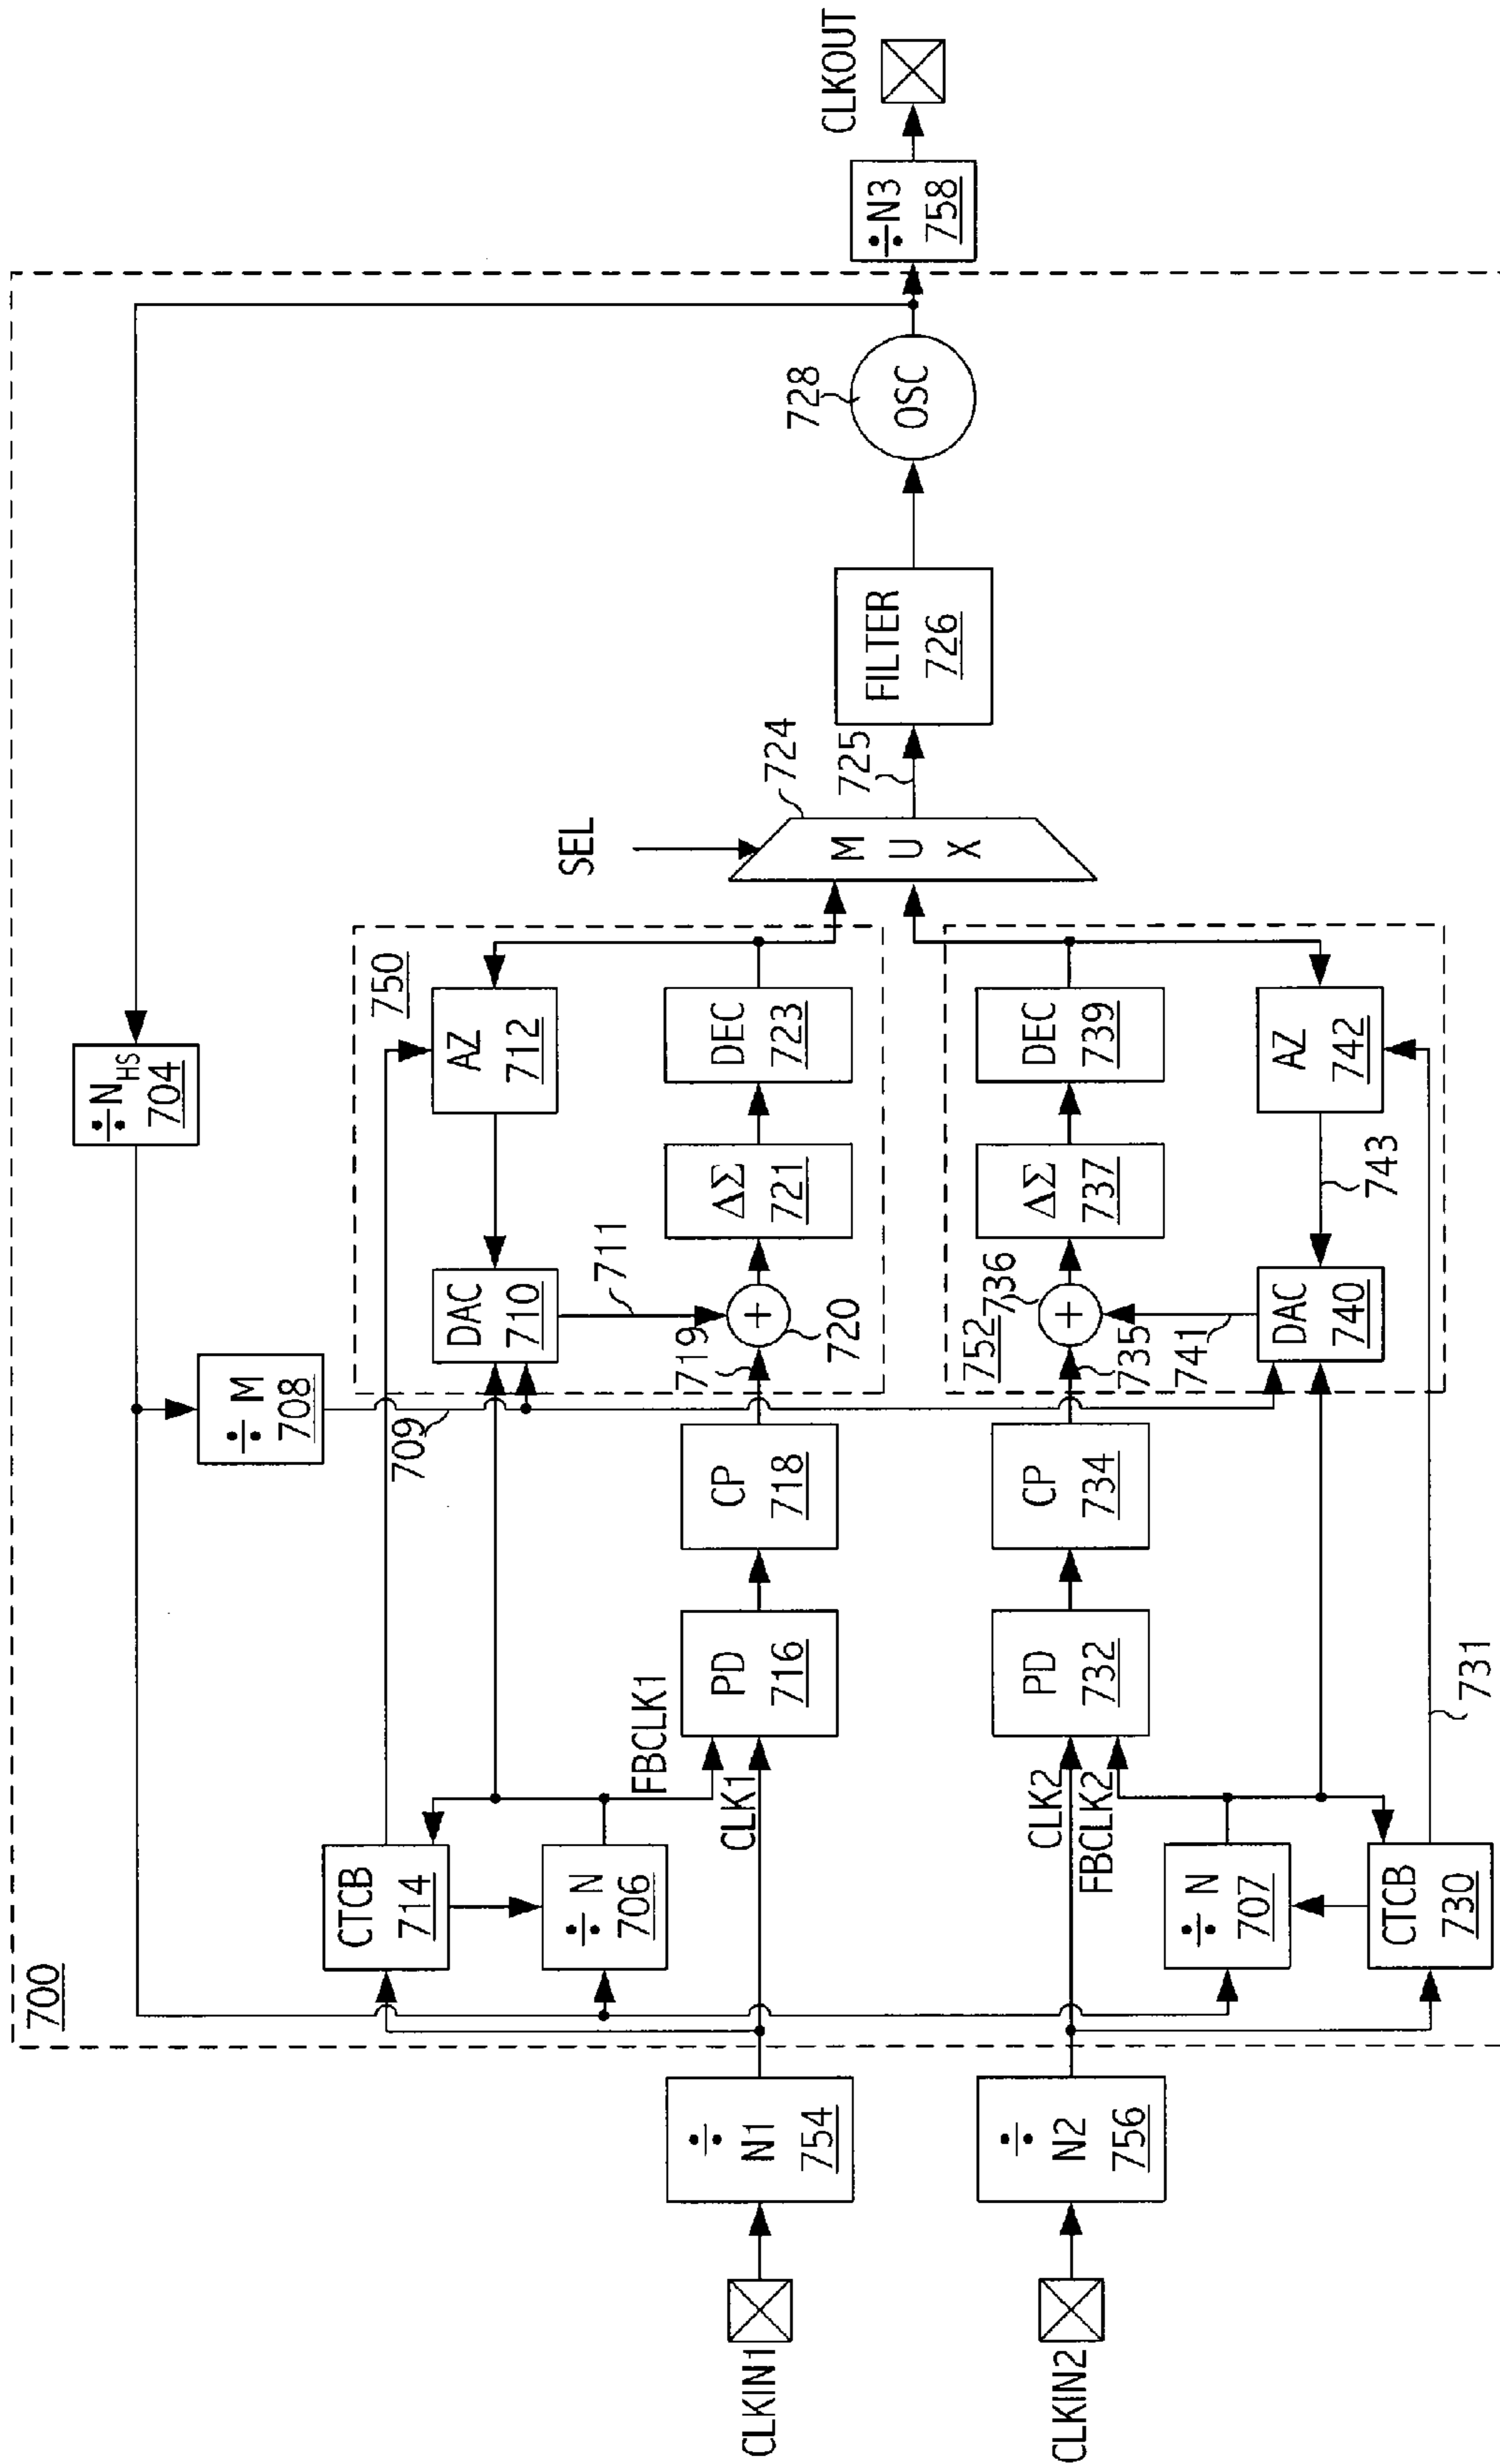 700
÷N_HS
704
÷ M
708
709
750
AZ
712
DAC
710
711
CTCB
714
÷ N
706
FBCLK1
CLK1
PD
716
CP
718
719
+
720
ΔΣ
721
DEC
723
CLKIN1
÷
N1
754
CLKIN2
÷
N2
756
CLK2
FBCLK2
PD
732
CP
734
735
752
+
736
ΔΣ
737
DEC
739
741
DAC
740
743
AZ
742
÷ N
707
CTCB
730
731
SEL
M
U
X
724
725
FILTER
726
OSC
728
÷N3
758
CLKOUT